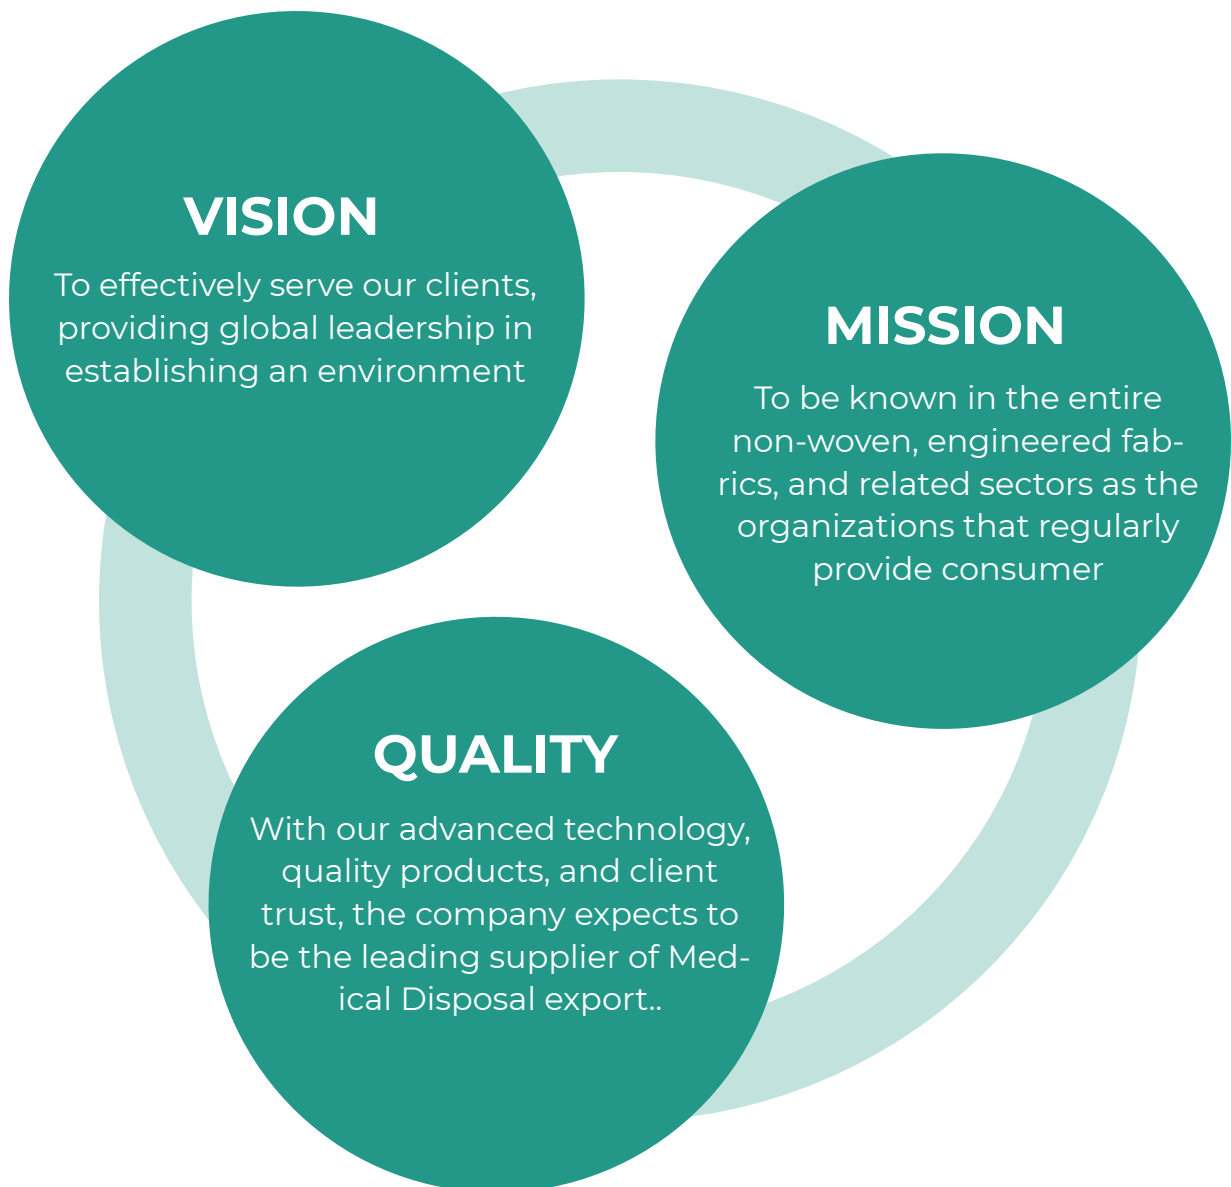 VISION
To effectively serve our clients,
providing global leadership in
establishing an environment
MISSION
To be known in the entire
non-woven, engineered fab-
rics, and related sectors as the
organizations that regularly
provide consumer
QUALITY
With our advanced technology,
quality products, and client
trust, the company expects to
be the leading supplier of Med-
ical Disposal export..